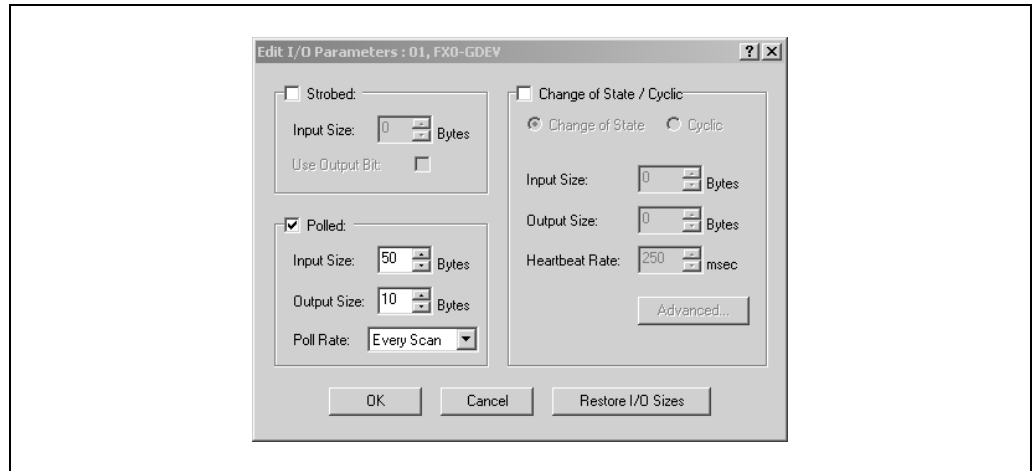 Edit I/O Parameters : 01, FX0-GDEV
Strobed:
Input Size: 0 Bytes
Use Output Bit:
Polled:
Input Size: 50 Bytes
Output Size: 10 Bytes
Poll Rate: Every Scan
Change of State / Cyclic
Change of State Cyclic
Input Size: 0 Bytes
Output Size: 0 Bytes
Heartbeat Rate: 250 msec
Advanced...
OK Cancel Restore I/O Sizes